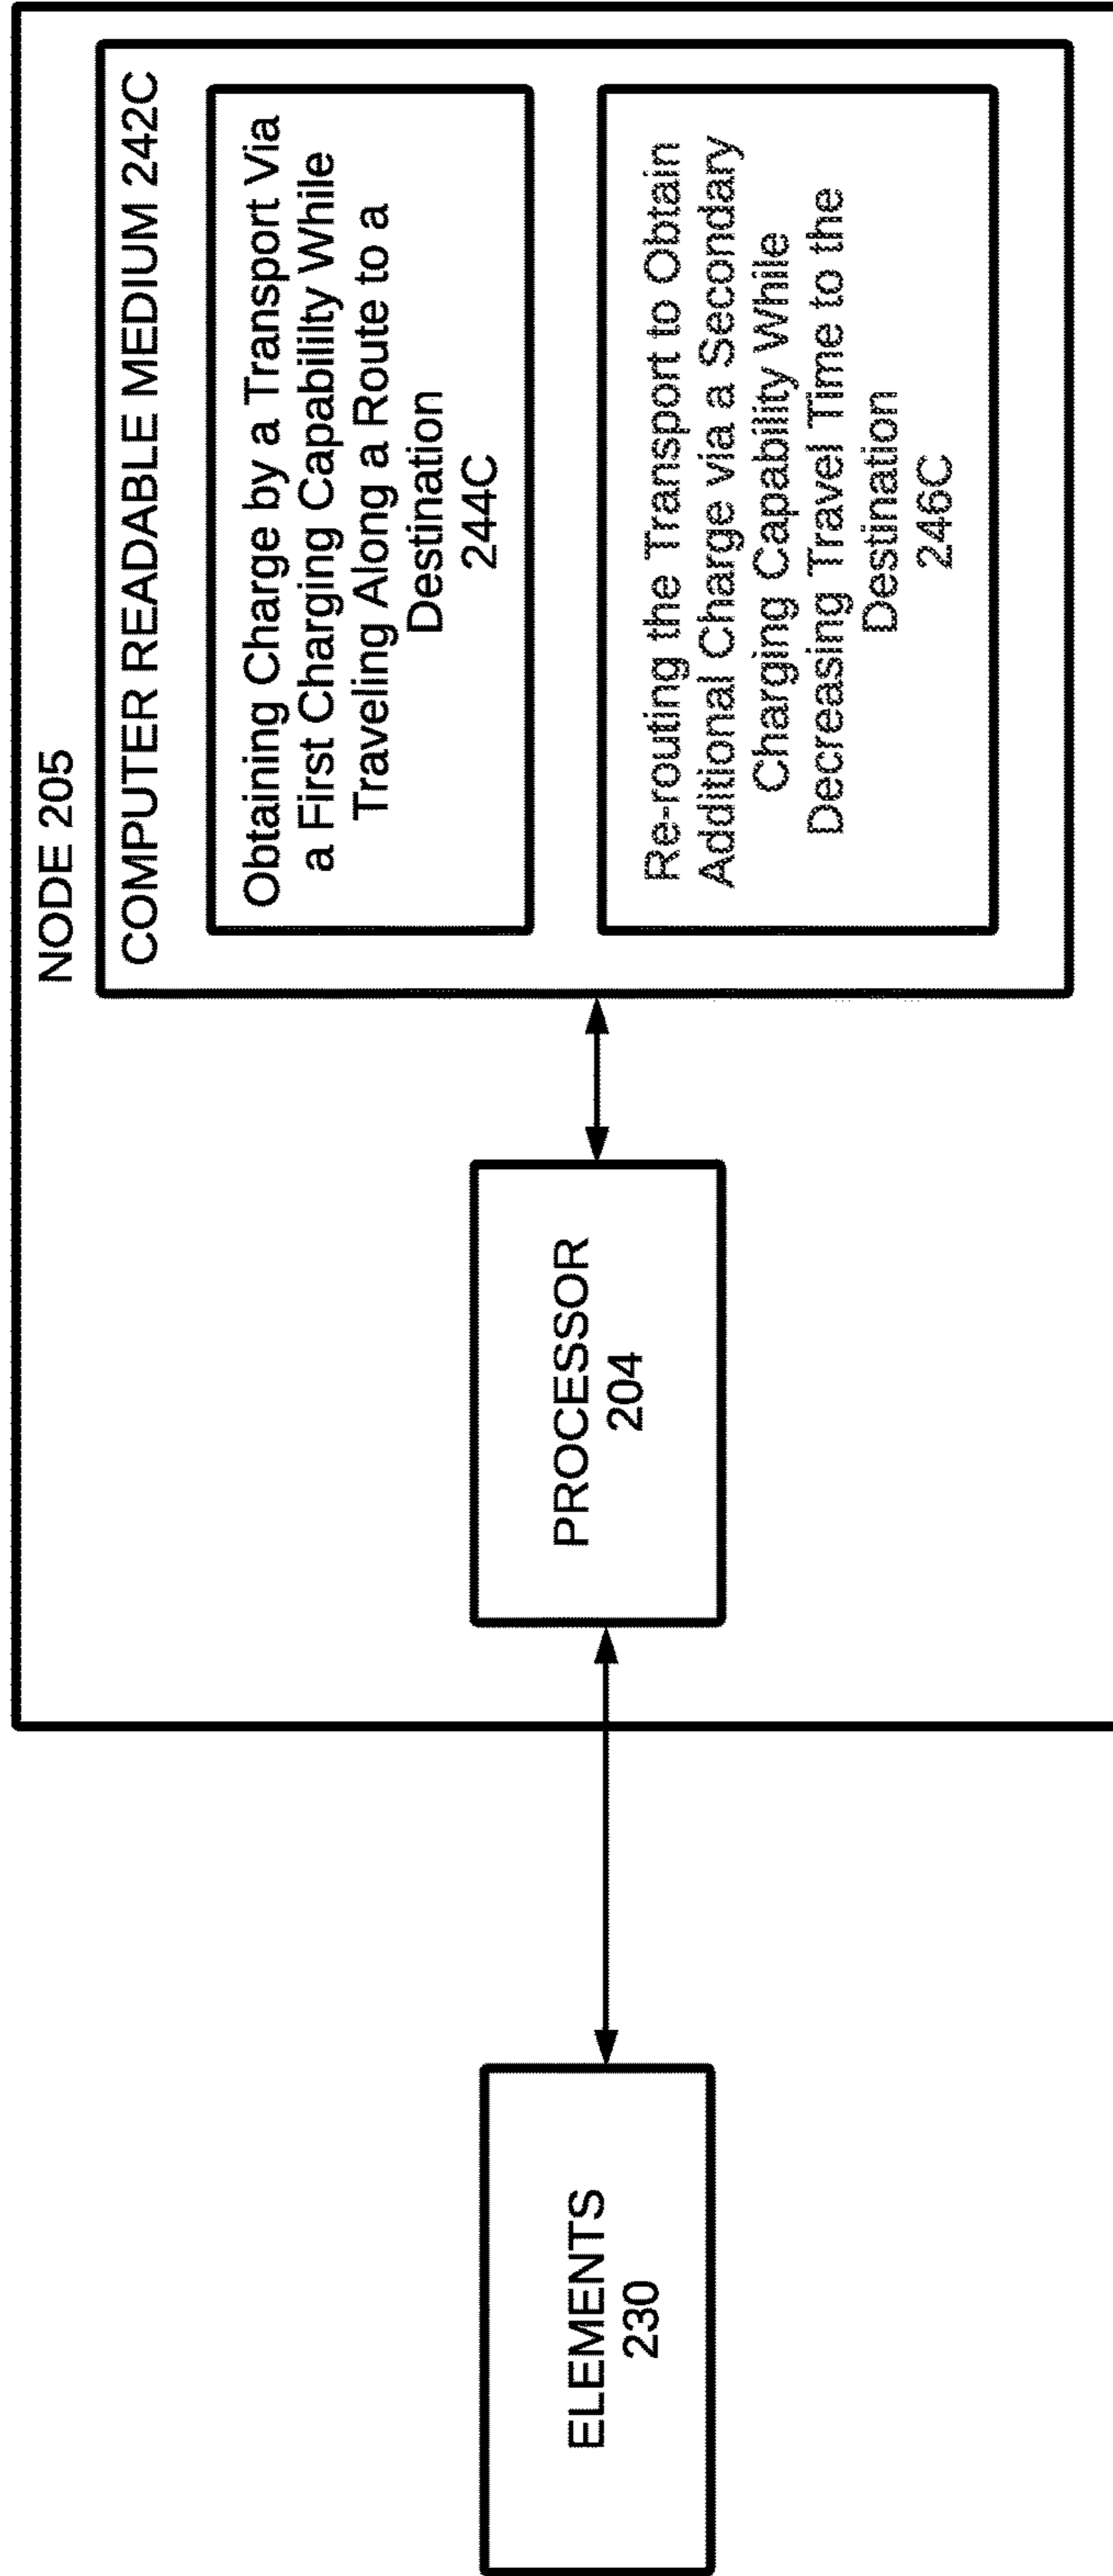 NODE 205
COMPUTER READABLE MEDIUM 242C
Obtaining Charge by a Transport Via
a First Charging Capabililty While
Traveling Along a Route to a
Destination
244C
Re-routing the Transport to Obtain
Additional Charge via a Secondary
Charging Capability While
Decreasing Travel Time to the
Destination
246C
PROCESSOR
204
ELEMENTS
230